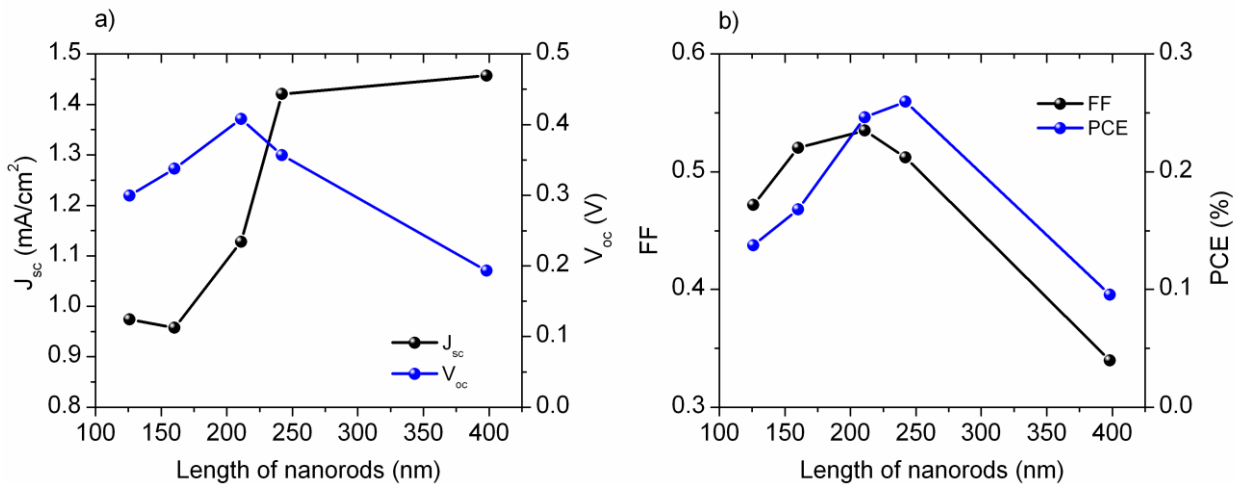 a)
1.5
1.4
1.3
1.2
1.1
1.0
0.9
0.8
J_sc (mA/cm²)
0.5
0.4
0.3
0.2
0.1
0.0
V_oc (V)
J_sc
V_oc
100 150 200 250 300 350 400
Length of nanorods (nm)
b)
0.6
0.5
0.4
0.3
FF
0.3
0.2
0.1
0.0
PCE (%)
FF
PCE
100 150 200 250 300 350 400
Length of nanorods (nm)